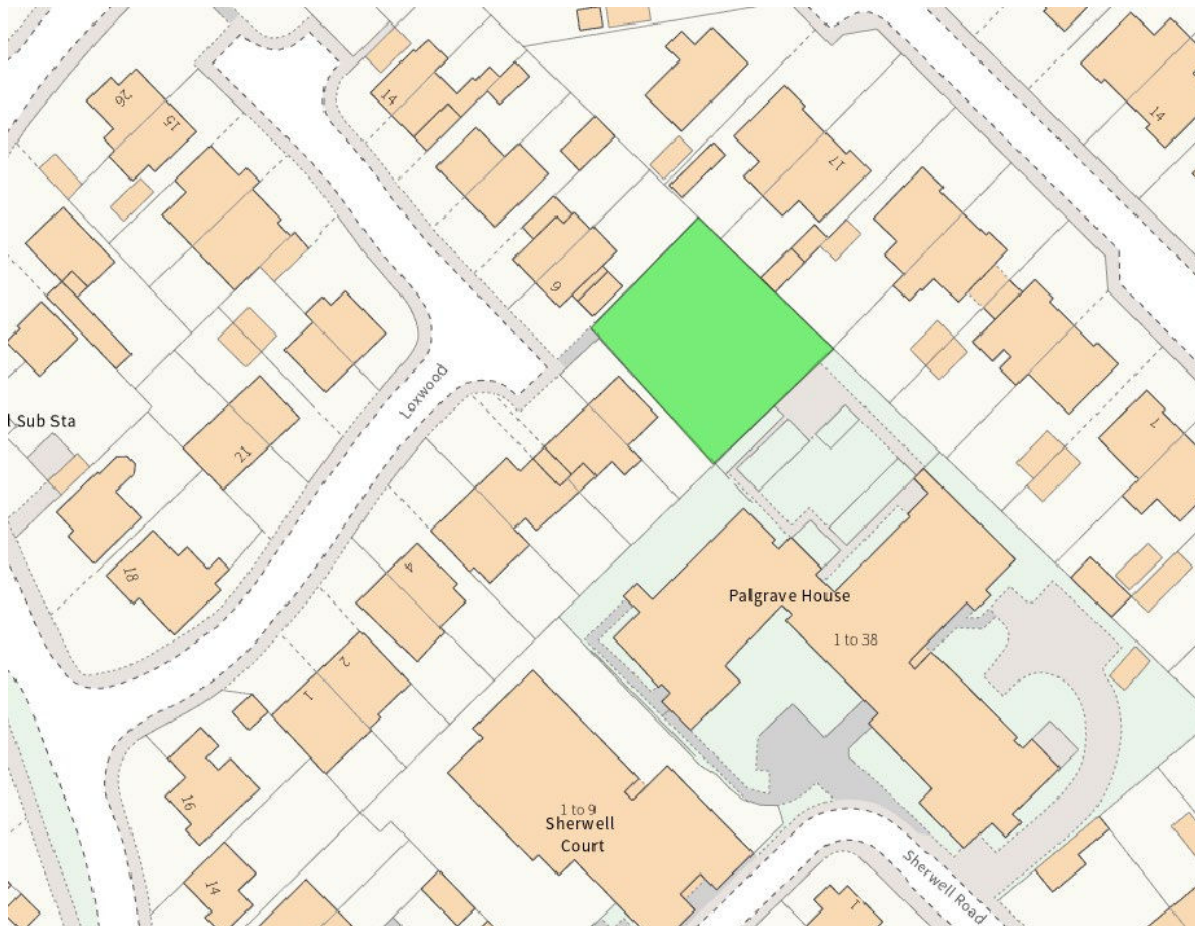 26
15
14
17
14
9
7
Loxwood
l Sub Sta
21
18
4
Palgrave House
1 to 38
2
1
16
1 to 9
Sherwell
Court
14
Sherwell Road
1